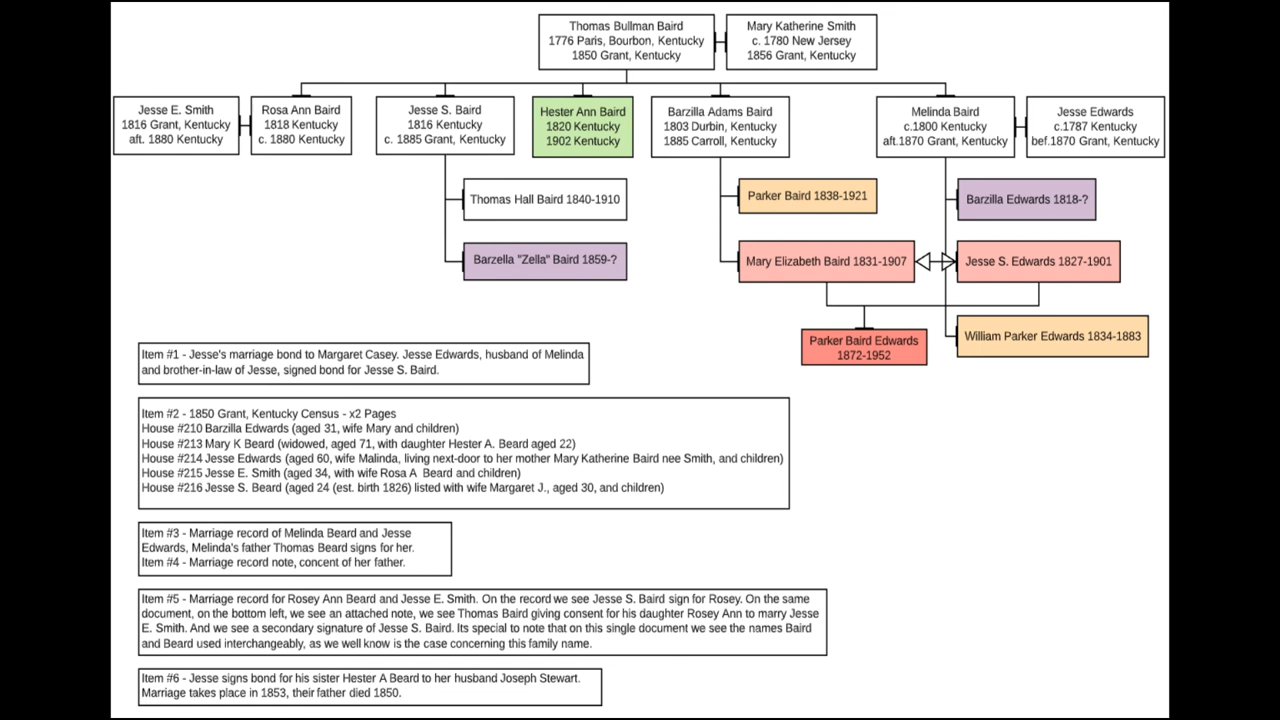 Thomas Bullman Baird
1776 Paris, Bourbon, Kentucky
1850 Grant, Kentucky
Mary Katherine Smith
c. 1780 New Jersey
1856 Grant, Kentucky
Jesse E. Smith
1816 Grant, Kentucky
aft. 1880 Kentucky
Rosa Ann Baird
1818 Kentucky
c. 1880 Kentucky
Jesse S. Baird
1816 Kentucky
c. 1885 Grant, Kentucky
Hester Ann Baird
1820 Kentucky
1902 Kentucky
Barzilla Adams Baird
1803 Durbin, Kentucky
1885 Carroll, Kentucky
Melinda Baird
c.1800 Kentucky
aft.1870 Grant, Kentucky
Jesse Edwards
c.1787 Kentucky
bef.1870 Grant, Kentucky
Thomas Hall Baird 1840-1910
Parker Baird 1838-1921
Barzilla Edwards 1818-?
Barzella "Zella" Baird 1859-?
Mary Elizabeth Baird 1831-1907
Jesse S. Edwards 1827-1901
Parker Baird Edwards
1872-1952
William Parker Edwards 1834-1883
Item #1 - Jesse's marriage bond to Margaret Casey. Jesse Edwards, husband of Melinda
and brother-in-law of Jesse, signed bond for Jesse S. Baird.
Item #2 - 1850 Grant, Kentucky Census - x2 Pages
House #210 Barzilla Edwards (aged 31, wife Mary and children)
House #213 Mary K Beard (widowed, aged 71, with daughter Hester A. Beard aged 22)
House #214 Jesse Edwards (aged 60, wife Malinda, living next-door to her mother Mary Katherine Baird nee Smith, and children)
House #215 Jesse E. Smith (aged 34, with wife Rosa A Beard and children)
House #216 Jesse S. Beard (aged 24 (est. birth 1826) listed with wife Margaret J., aged 30, and children)
Item #3 - Marriage record of Melinda Beard and Jesse
Edwards, Melinda's father Thomas Beard signs for her.
Item #4 - Marriage record note, concent of her father.
Item #5 - Marriage record for Rosey Ann Beard and Jesse E. Smith. On the record we see Jesse S. Baird sign for Rosey. On the same
document, on the bottom left, we see an attached note, we see Thomas Baird giving consent for his daughter Rosey Ann to marry Jesse
E. Smith. And we see a secondary signature of Jesse S. Baird. Its special to note that on this single document we see the names Baird
and Beard used interchangeably, as we well know is the case concerning this family name.
Item #6 - Jesse signs bond for his sister Hester A Beard to her husband Joseph Stewart.
Marriage takes place in 1853, their father died 1850.